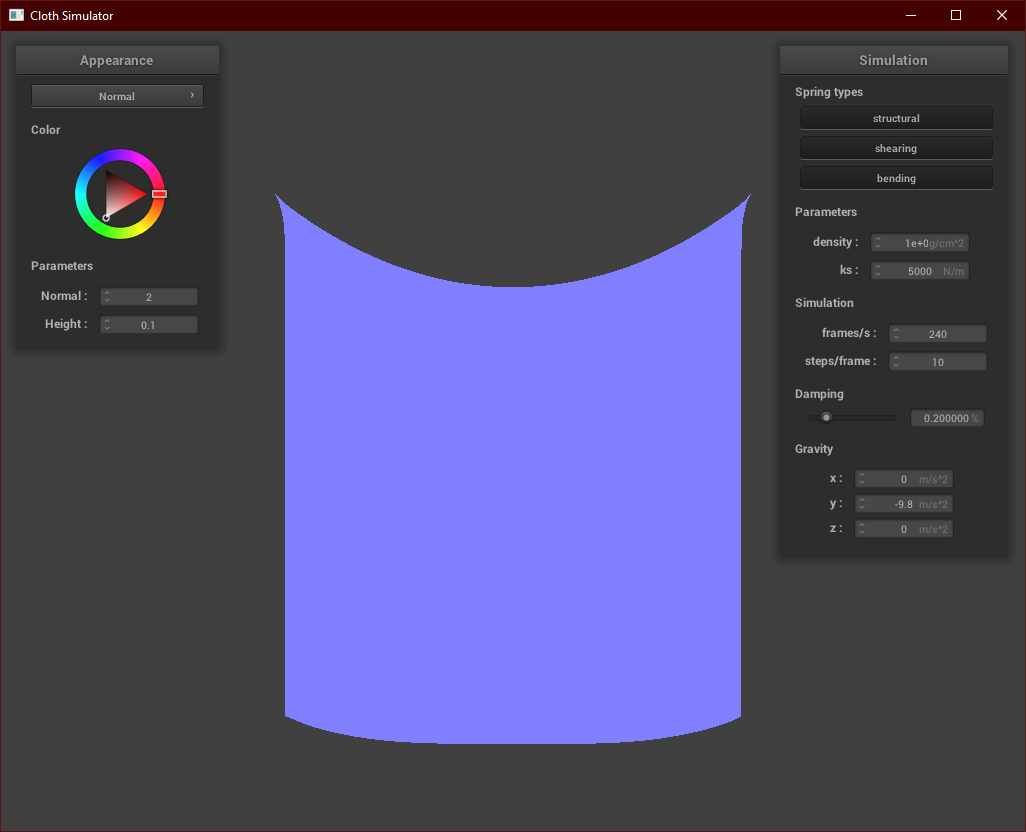 Cloth Simulator
Appearance
Normal
Color
Parameters
Normal : 2
Height : 0.1
Simulation
Spring types
structural
shearing
bending
Parameters
density : 1e+0g/cm^2
ks : 5000 N/m
Simulation
frames/s : 240
steps/frame : 10
Damping
0.200000 %
Gravity
x : 0 m/s^2
y : -9.8 m/s^2
z : 0 m/s^2